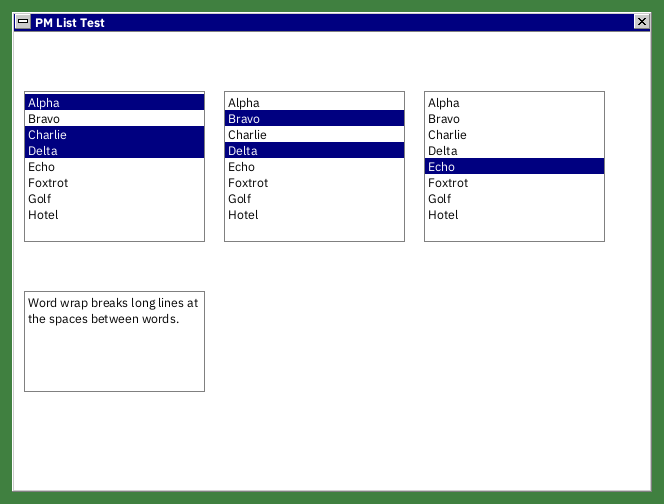 PM List Test
Alpha
Bravo
Charlie
Delta
Echo
Foxtrot
Golf
Hotel
Alpha
Bravo
Charlie
Delta
Echo
Foxtrot
Golf
Hotel
Alpha
Bravo
Charlie
Delta
Echo
Foxtrot
Golf
Hotel
Word wrap breaks long lines at
the spaces between words.